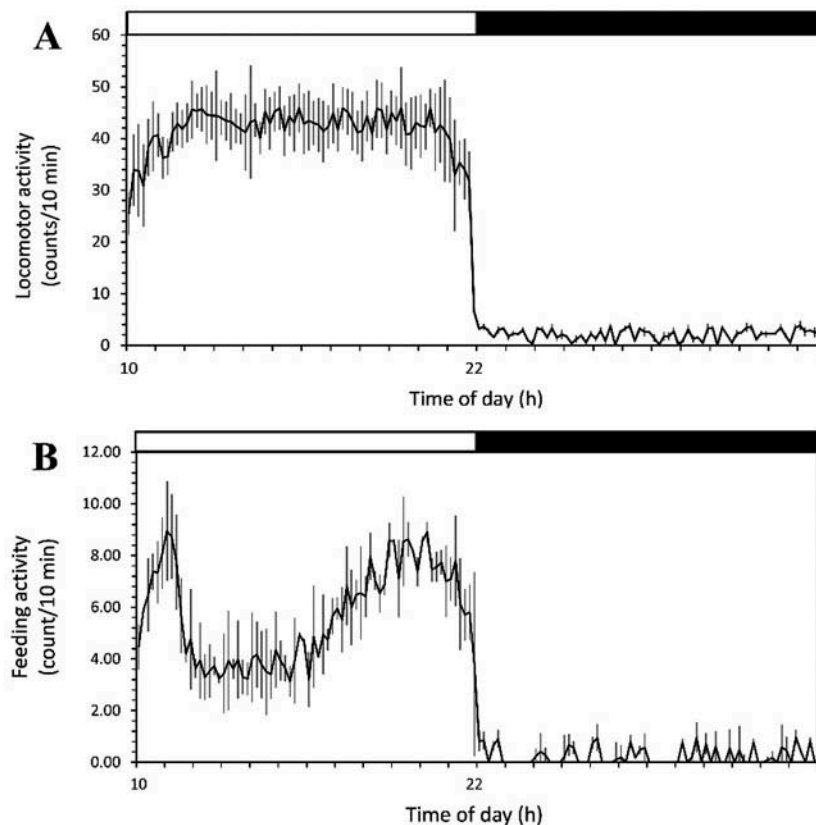 A
60
50
40
30
20
10
0
Locomotor activity
(counts/10 min)
10
22
Time of day (h)
B
12.00
10.00
8.00
6.00
4.00
2.00
0.00
Feeding activity
(count/10 min)
10
22
Time of day (h)